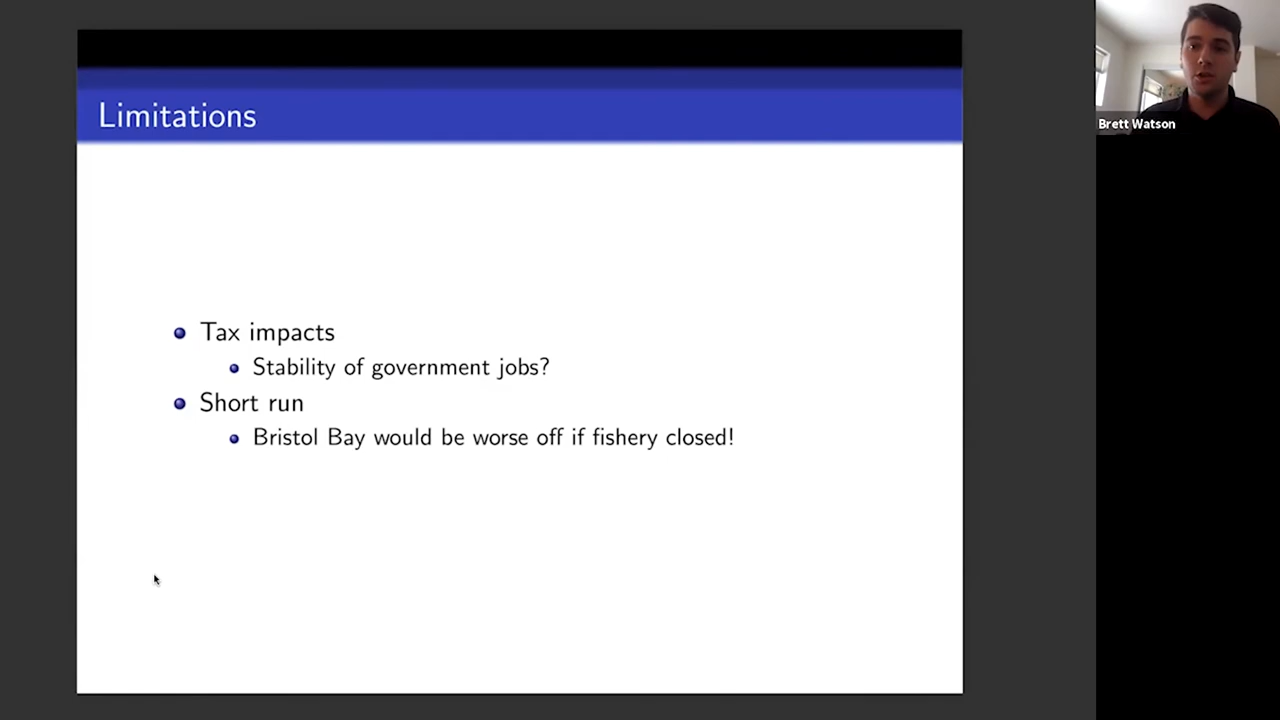 Limitations
Tax impacts
Stability of government jobs?
Short run
Bristol Bay would be worse off if fishery closed!
Brett Watson